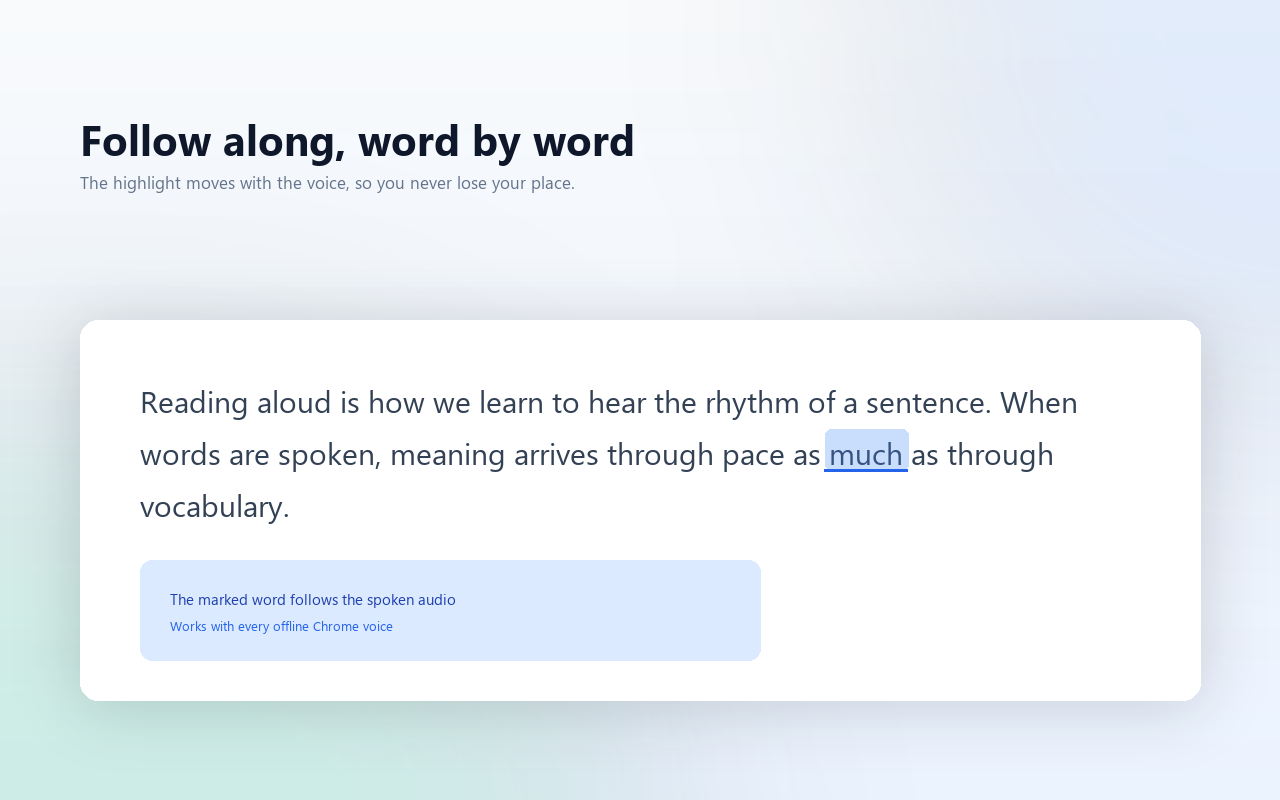 Follow along, word by word
The highlight moves with the voice, so you never lose your place.
Reading aloud is how we learn to hear the rhythm of a sentence. When
words are spoken, meaning arrives through pace as much as through
vocabulary.
The marked word follows the spoken audio
Works with every offline Chrome voice